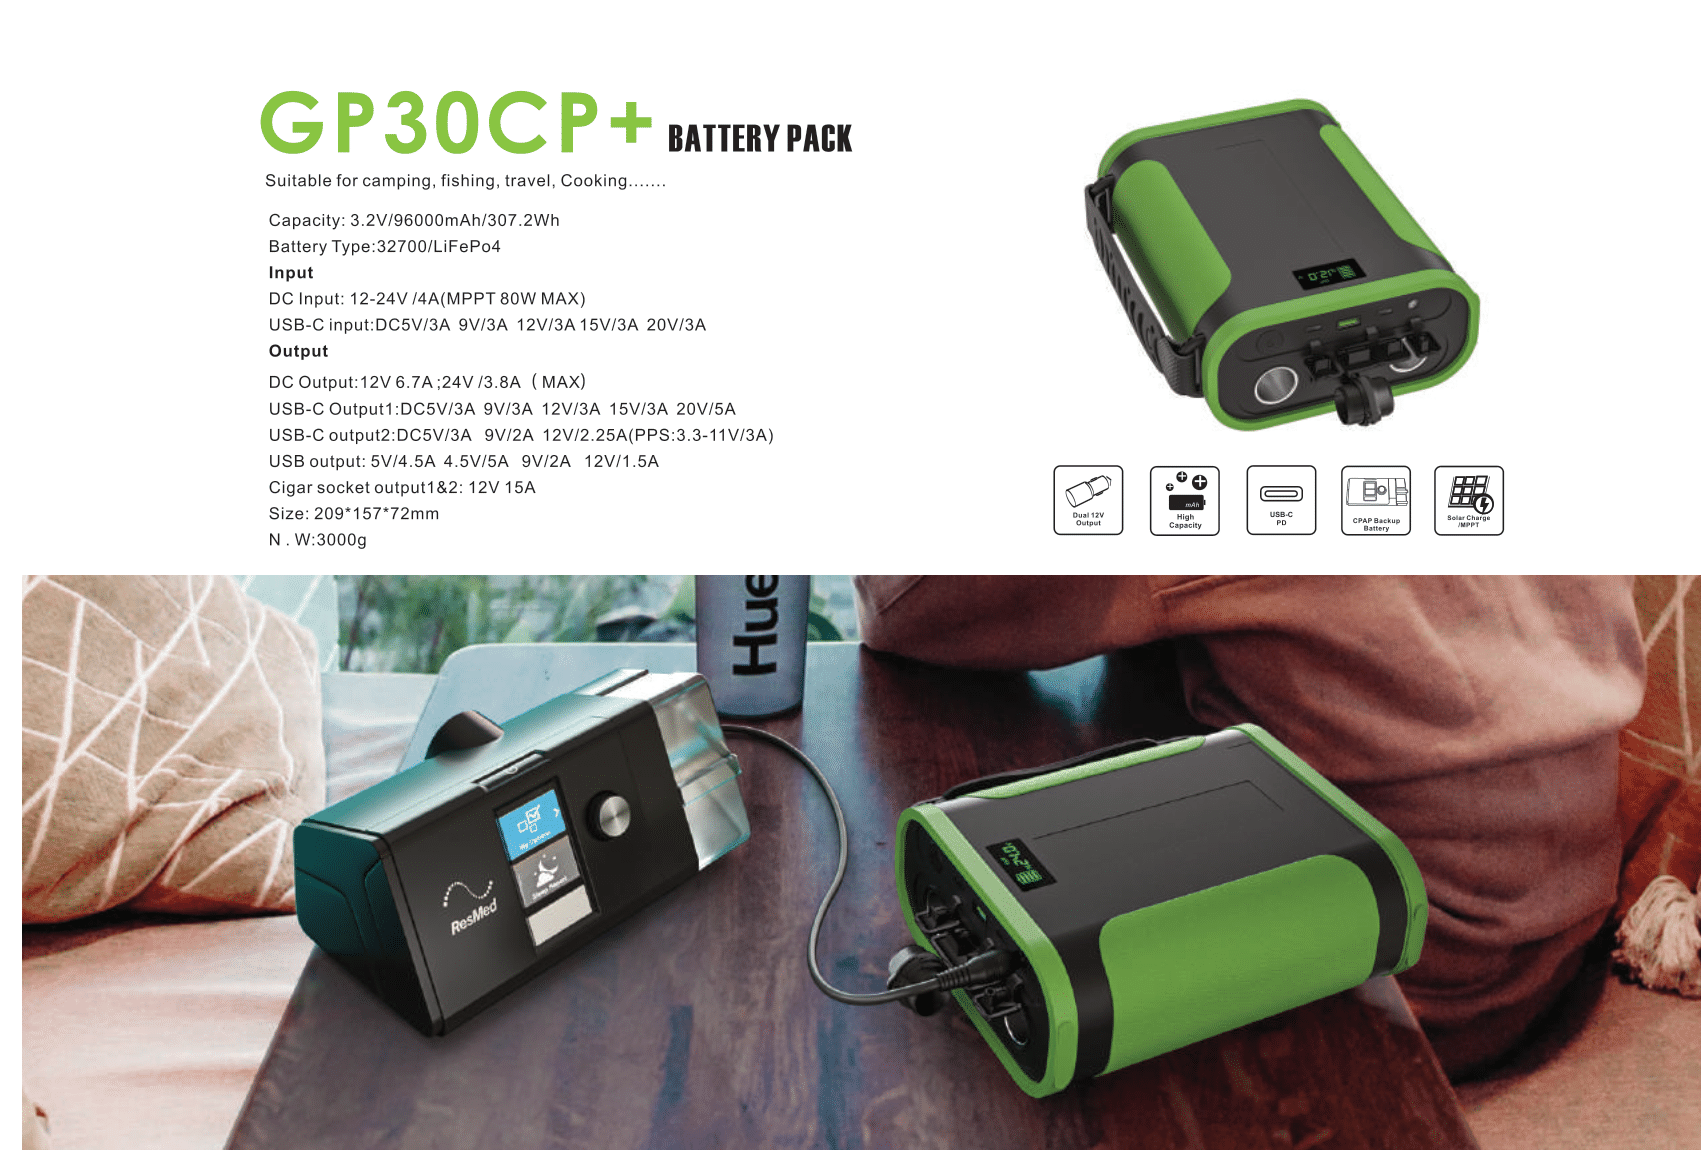 GP30CP+ BATTERY PACK
Suitable for camping, fishing, travel, Cooking.......
Capacity: 3.2V/96000mAh/307.2Wh
Battery Type:32700/LiFePo4
Input
DC Input: 12-24V /4A(MPPT 80W MAX)
USB-C input:DC5V/3A 9V/3A 12V/3A 15V/3A 20V/3A
Output
DC Output:12V 6.7A ;24V /3.8A ( MAX)
USB-C Output1:DC5V/3A 9V/3A 12V/3A 15V/3A 20V/5A
USB-C output2:DC5V/3A 9V/2A 12V/2.25A(PPS:3.3-11V/3A)
USB output: 5V/4.5A 4.5V/5A 9V/2A 12V/1.5A
Cigar socket output1&2: 12V 15A
Size: 209*157*72mm
N . W:3000g
Dual 12V
Output
mAh
High
Capacity
USB-C
PD
CPAP Backup
Battery
Solar Charge
/MPPT
Hue
My Options
ResMed